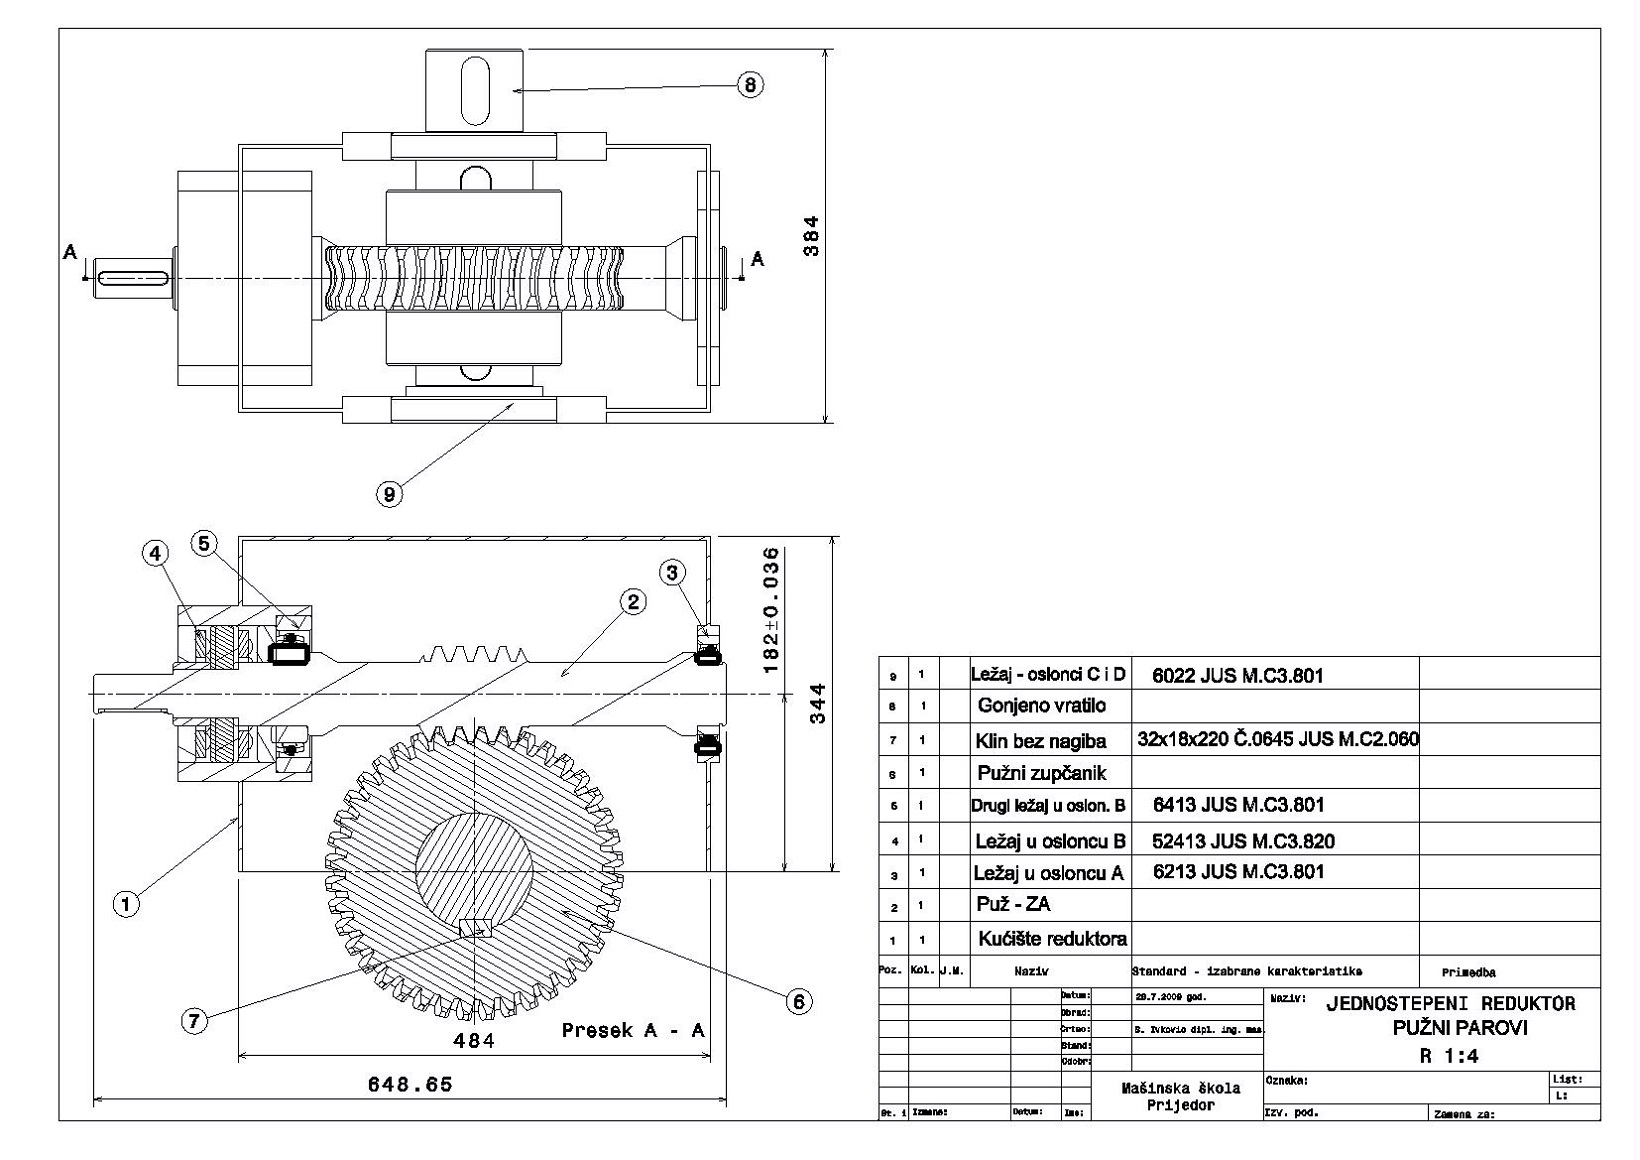 8
384
A
A
9
4
5
3
2
182±0.036
344
1
6
7
Presek A - A
484
648.65
9 1 Ležaj - oslonci C i D 6022 JUS M.C3.801
8 1 Gonjeno vratilo
7 1 Klin bez nagiba 32x18x220 Č.0645 JUS M.C2.060
6 1 Pužni zupčanik
5 1 Drugi ležaj u oslon. B 6413 JUS M.C3.801
4 1 Ležaj u osloncu B 52413 JUS M.C3.820
3 1 Ležaj u osloncu A 6213 JUS M.C3.801
2 1 Puž - ZA
1 1 Kućište reduktora
Poz. Kol. J.M. Naziv Standard - izabrane karakteristike Primedba
Datum: 28.7.2009 god.
Obrad:
Crtao: S. Ivkovic dipl. ing. mas.
Stand:
Odobr:
Naziv: JEDNOSTEPENI REDUKTOR
PUŽNI PAROVI
R 1:4
Mašinska škola
Prijedor
Oznaka:
List:
L:
St. i Izmene: Datum: Ime:
Izv. pod.
Zamena za: